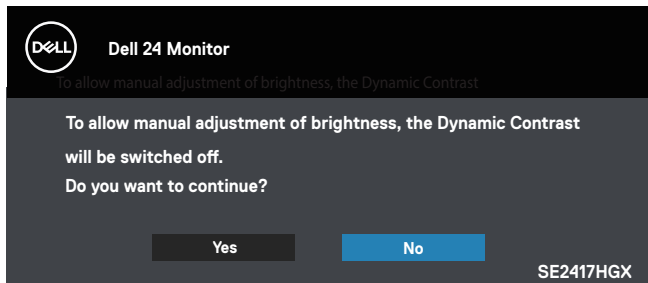 DELL
Dell 24 Monitor
To allow manual adjustment of brightness, the Dynamic Contrast
To allow manual adjustment of brightness, the Dynamic Contrast
will be switched off.
Do you want to continue?
Yes No
SE2417HGX